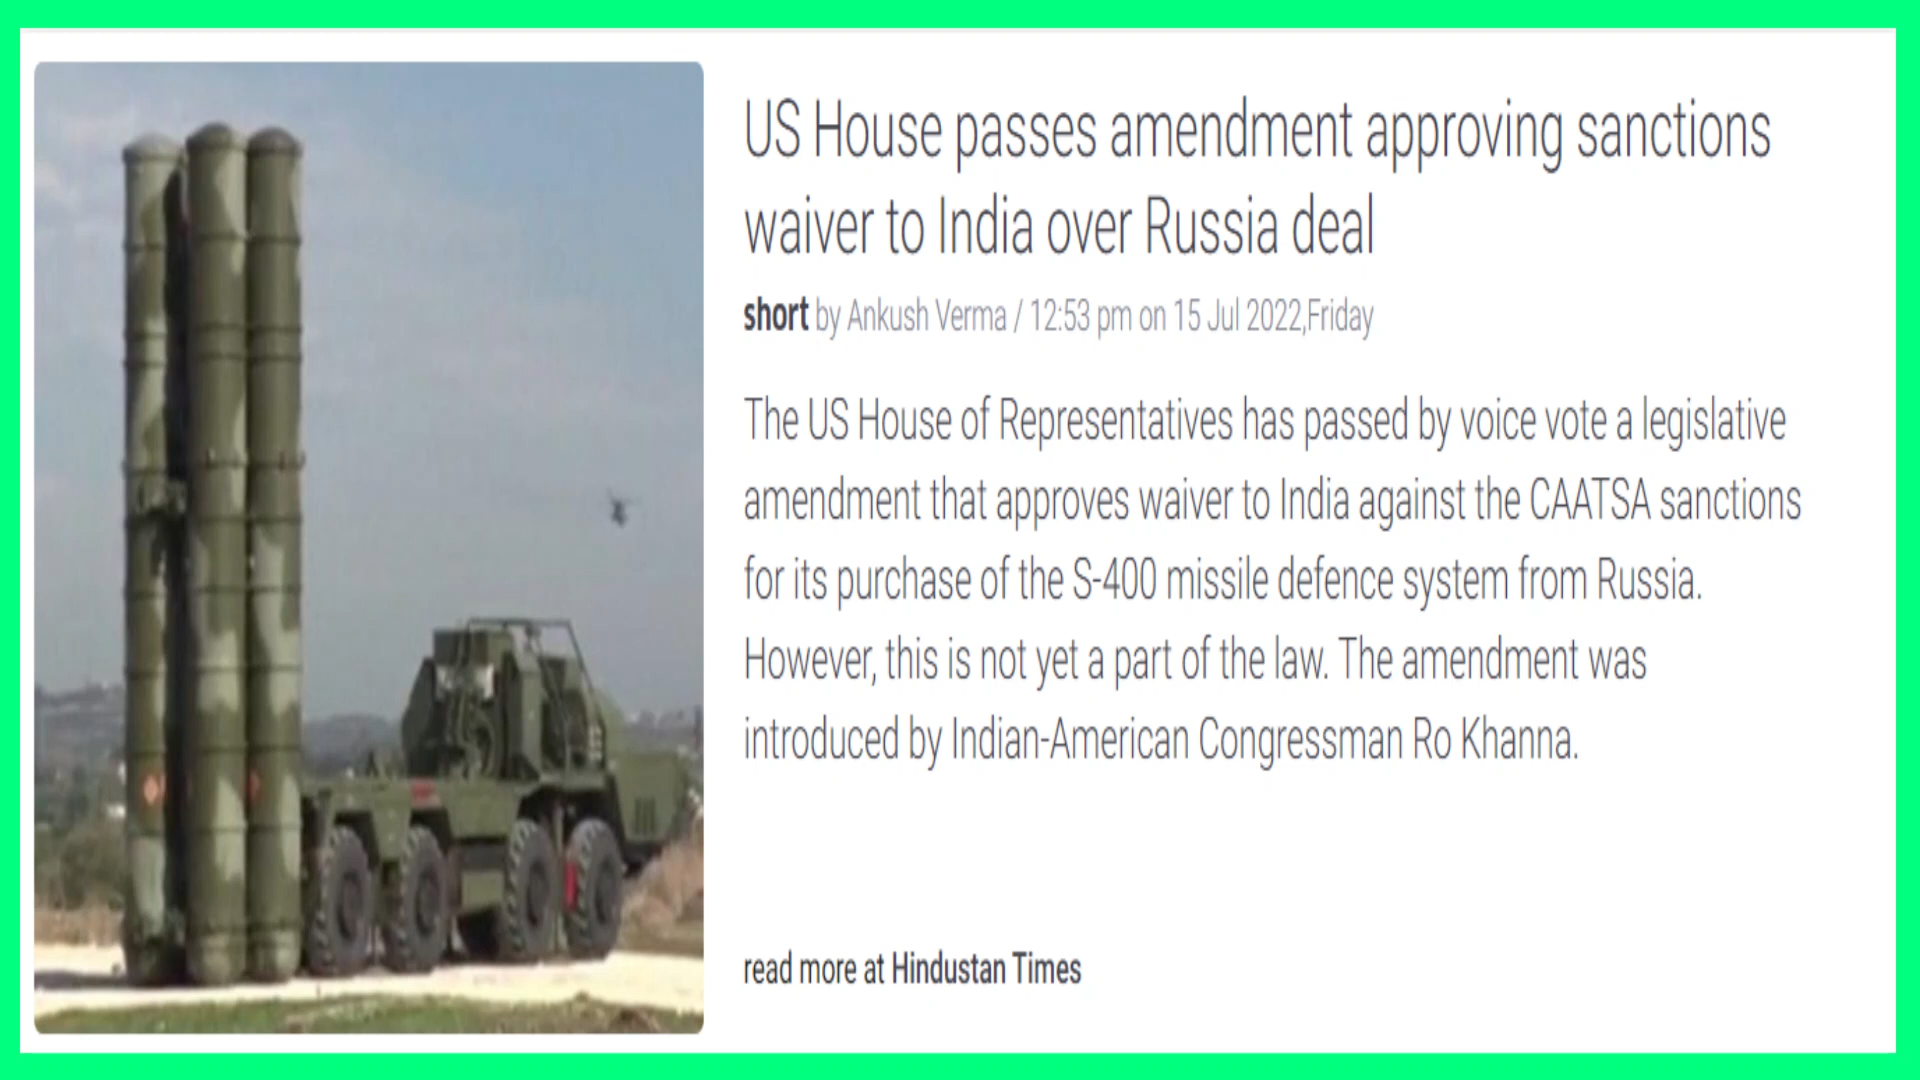 US House passes amendment approving sanctions
waiver to India over Russia deal
short by Ankush Verma / 12:53 pm on 15 Jul 2022,Friday
The US House of Representatives has passed by voice vote a legislative
amendment that approves waiver to India against the CAATSA sanctions
for its purchase of the S-400 missile defence system from Russia.
However, this is not yet a part of the law. The amendment was
introduced by Indian-American Congressman Ro Khanna.
read more at Hindustan Times